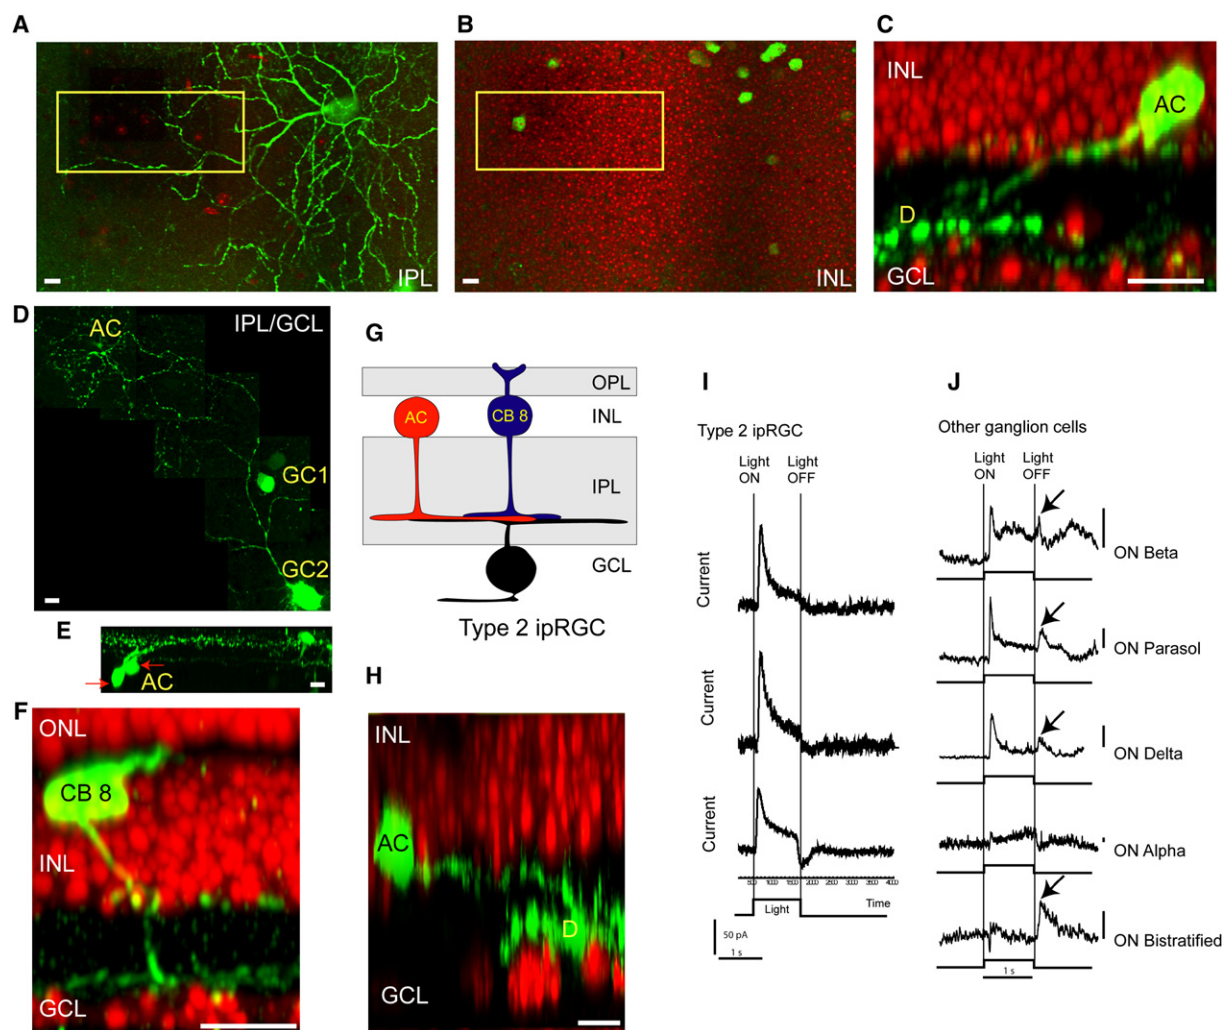 A
IPL
B
INL
C
INL
AC
D
GCL
D
AC
IPL/GCL
GC1
GC2
E
AC
F
ONL
CB 8
INL
GCL
G
OPL
AC
CB 8
INL
IPL
GCL
Type 2 ipRGC
H
INL
AC
D
GCL
I
Type 2 ipRGC
Light ON
Light OFF
Current
Current
Current
Time
Light
50 pA
1 s
J
Other ganglion cells
Light ON
Light OFF
ON Beta
ON Parasol
ON Delta
ON Alpha
ON Bistratified
1 s